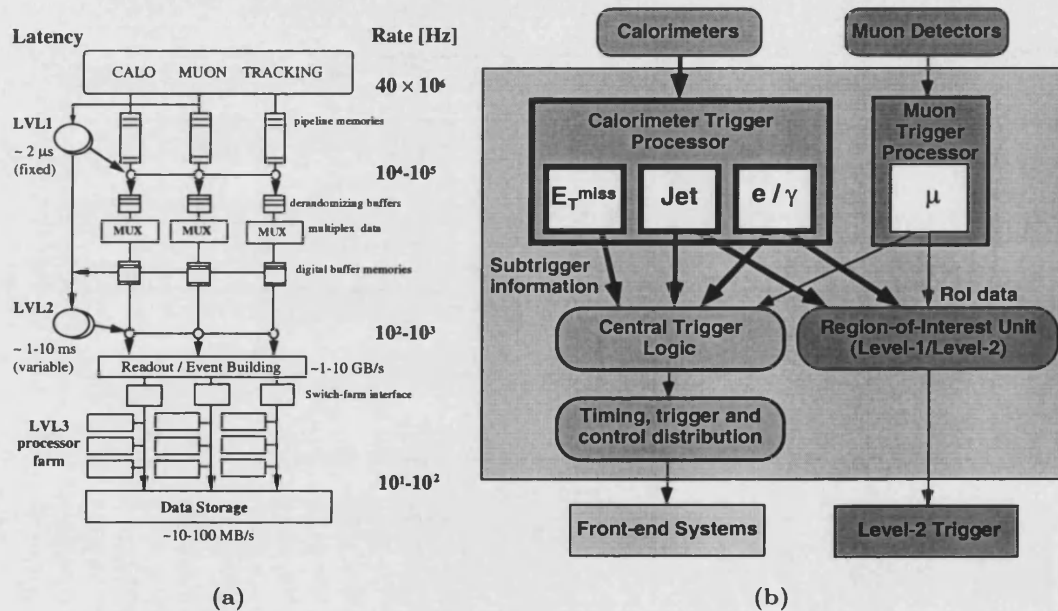 Latency
Rate [Hz]
CALO MUON TRACKING
40 × 10⁶
LVL1
pipeline memories
~ 2 μs
(fixed)
10⁴-10⁵
derandomizing buffers
MUX MUX MUX
multiplex data
digital buffer memories
LVL2
10²-10³
~ 1-10 ms
(variable)
Readout / Event Building
~1-10 GB/s
Switch-farm interface
LVL3
processor
farm
10¹-10²
Data Storage
~10-100 MB/s
(a)
Calorimeters
Muon Detectors
Calorimeter Trigger
Processor
Muon
Trigger
Processor
E_T^miss
Jet
e / γ
μ
Subtrigger
information
RoI data
Central Trigger
Logic
Region-of-Interest Unit
(Level-1/Level-2)
Timing, trigger and
control distribution
Front-end Systems
Level-2 Trigger
(b)